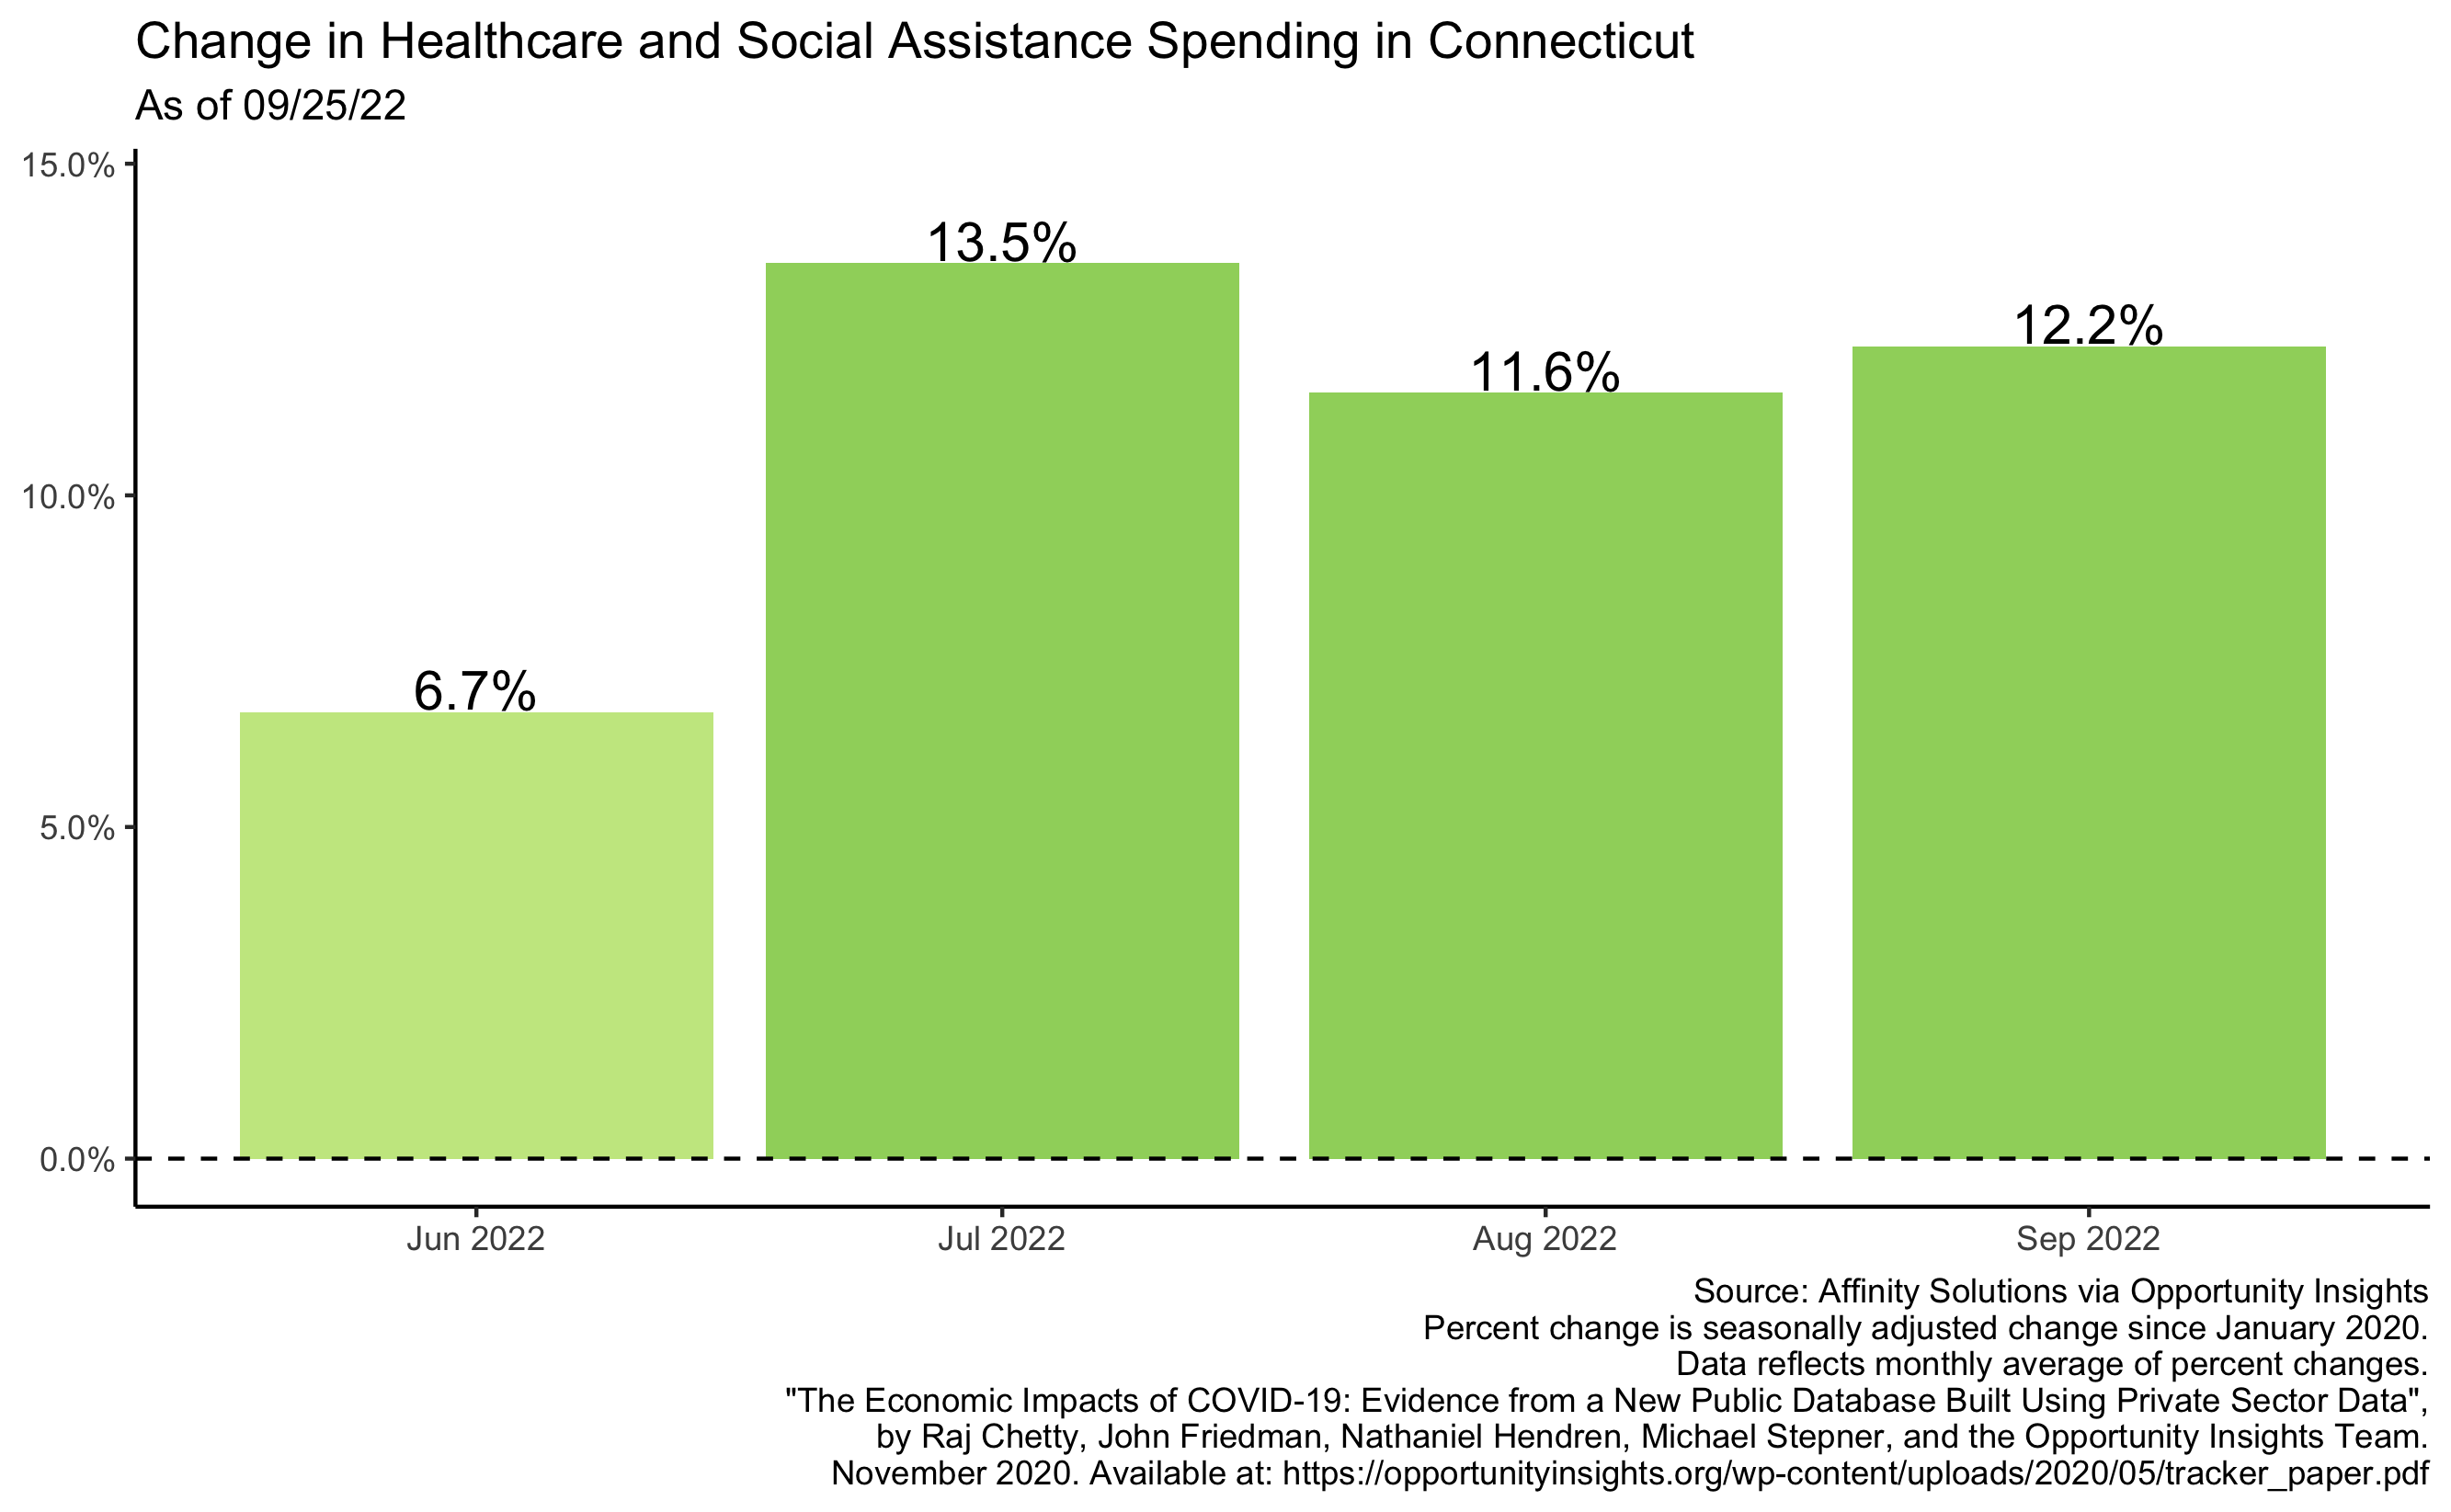 Change in Healthcare and Social Assistance Spending in Connecticut
As of 09/25/22
15.0%
10.0%
5.0%
0.0%
6.7%
13.5%
11.6%
12.2%
Jun 2022
Jul 2022
Aug 2022
Sep 2022
Source: Affinity Solutions via Opportunity Insights
Percent change is seasonally adjusted change since January 2020.
Data reflects monthly average of percent changes.
"The Economic Impacts of COVID-19: Evidence from a New Public Database Built Using Private Sector Data",
by Raj Chetty, John Friedman, Nathaniel Hendren, Michael Stepner, and the Opportunity Insights Team.
November 2020. Available at: https://opportunityinsights.org/wp-content/uploads/2020/05/tracker_paper.pdf